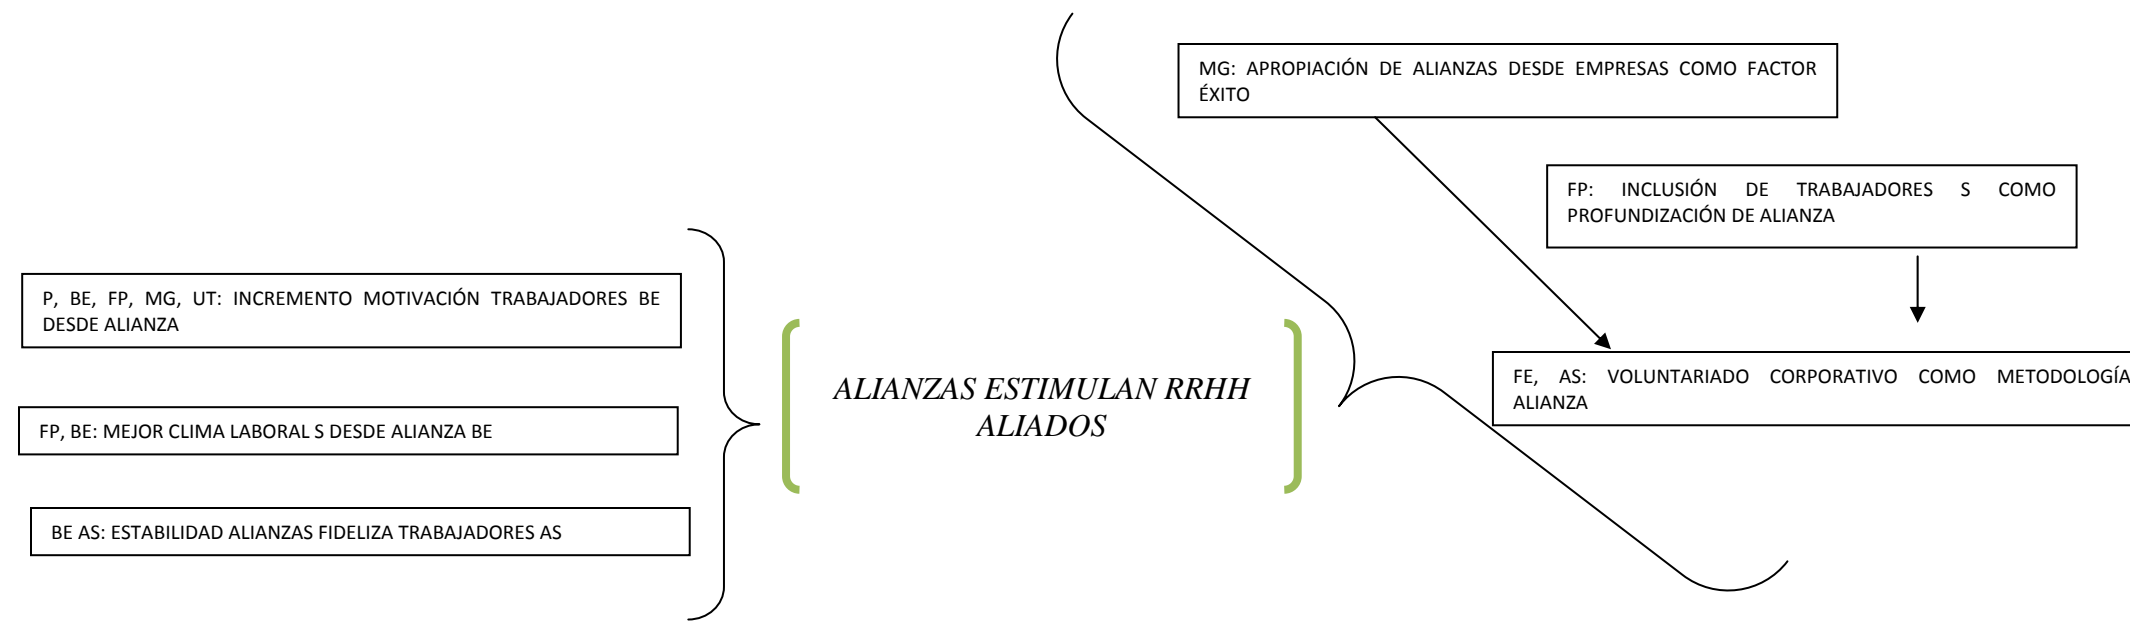 MG: APROPIACIÓN DE ALIANZAS DESDE EMPRESAS COMO FACTOR
ÉXITO
FP: INCLUSIÓN DE TRABAJADORES S COMO
PROFUNDIZACIÓN DE ALIANZA
P, BE, FP, MG, UT: INCREMENTO MOTIVACIÓN TRABAJADORES BE
DESDE ALIANZA
FP, BE: MEJOR CLIMA LABORAL S DESDE ALIANZA BE
BE AS: ESTABILIDAD ALIANZAS FIDELIZA TRABAJADORES AS
ALIANZAS ESTIMULAN RRHH
ALIADOS
FE, AS: VOLUNTARIADO CORPORATIVO COMO METODOLOGÍA
ALIANZA